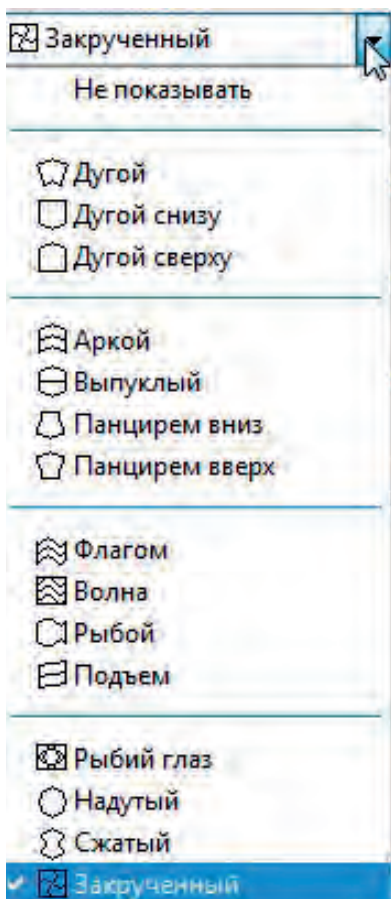 Закрученный
Не показывать
Дугой
Дугой снизу
Дугой сверху
Аркой
Выпуклый
Панцирем вниз
Панцирем вверх
Флагом
Волна
Рыбой
Подъем
Рыбий глаз
Надутый
Сжатый
Закрученный